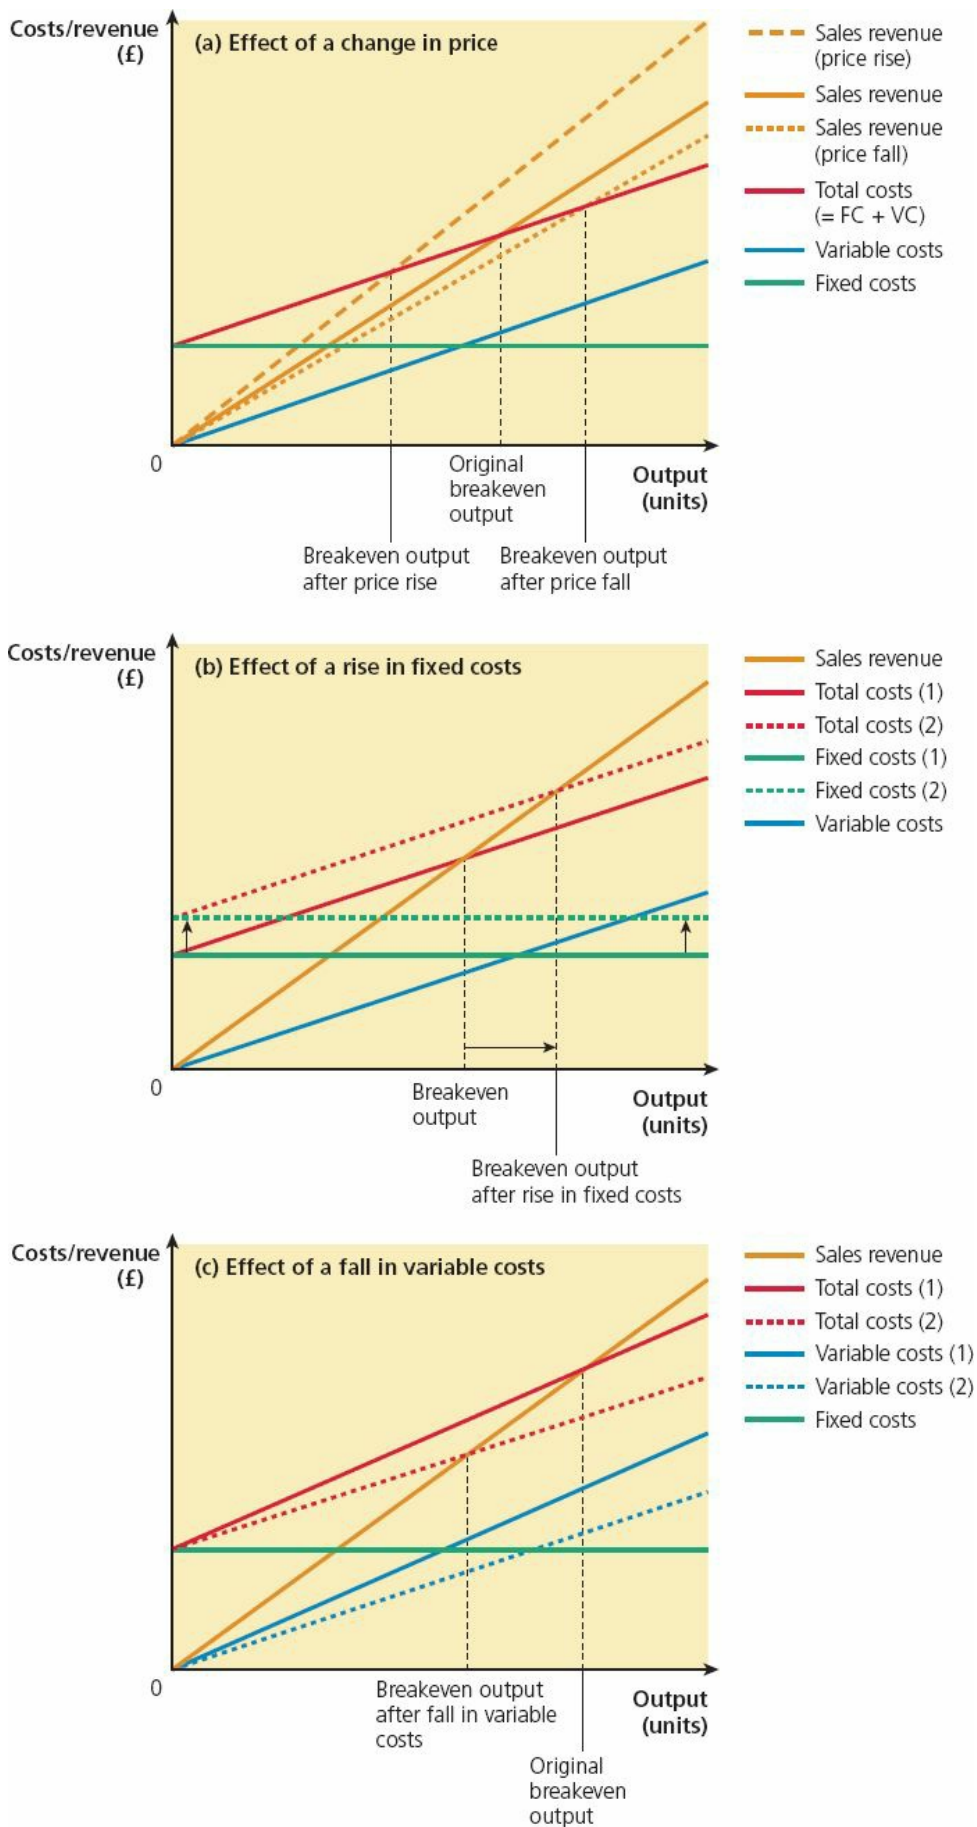 Costs/revenue
(£)
(a) Effect of a change in price
Sales revenue
(price rise)
Sales revenue
Sales revenue
(price fall)
Total costs
(= FC + VC)
Variable costs
Fixed costs
0
Original
breakeven
output
Output
(units)
Breakeven output
after price rise
Breakeven output
after price fall
Costs/revenue
(£)
(b) Effect of a rise in fixed costs
Sales revenue
Total costs (1)
Total costs (2)
Fixed costs (1)
Fixed costs (2)
Variable costs
0
Breakeven
output
Output
(units)
Breakeven output
after rise in fixed costs
Costs/revenue
(£)
(c) Effect of a fall in variable costs
Sales revenue
Total costs (1)
Total costs (2)
Variable costs (1)
Variable costs (2)
Fixed costs
0
Breakeven output
after fall in variable
costs
Output
(units)
Original
breakeven
output